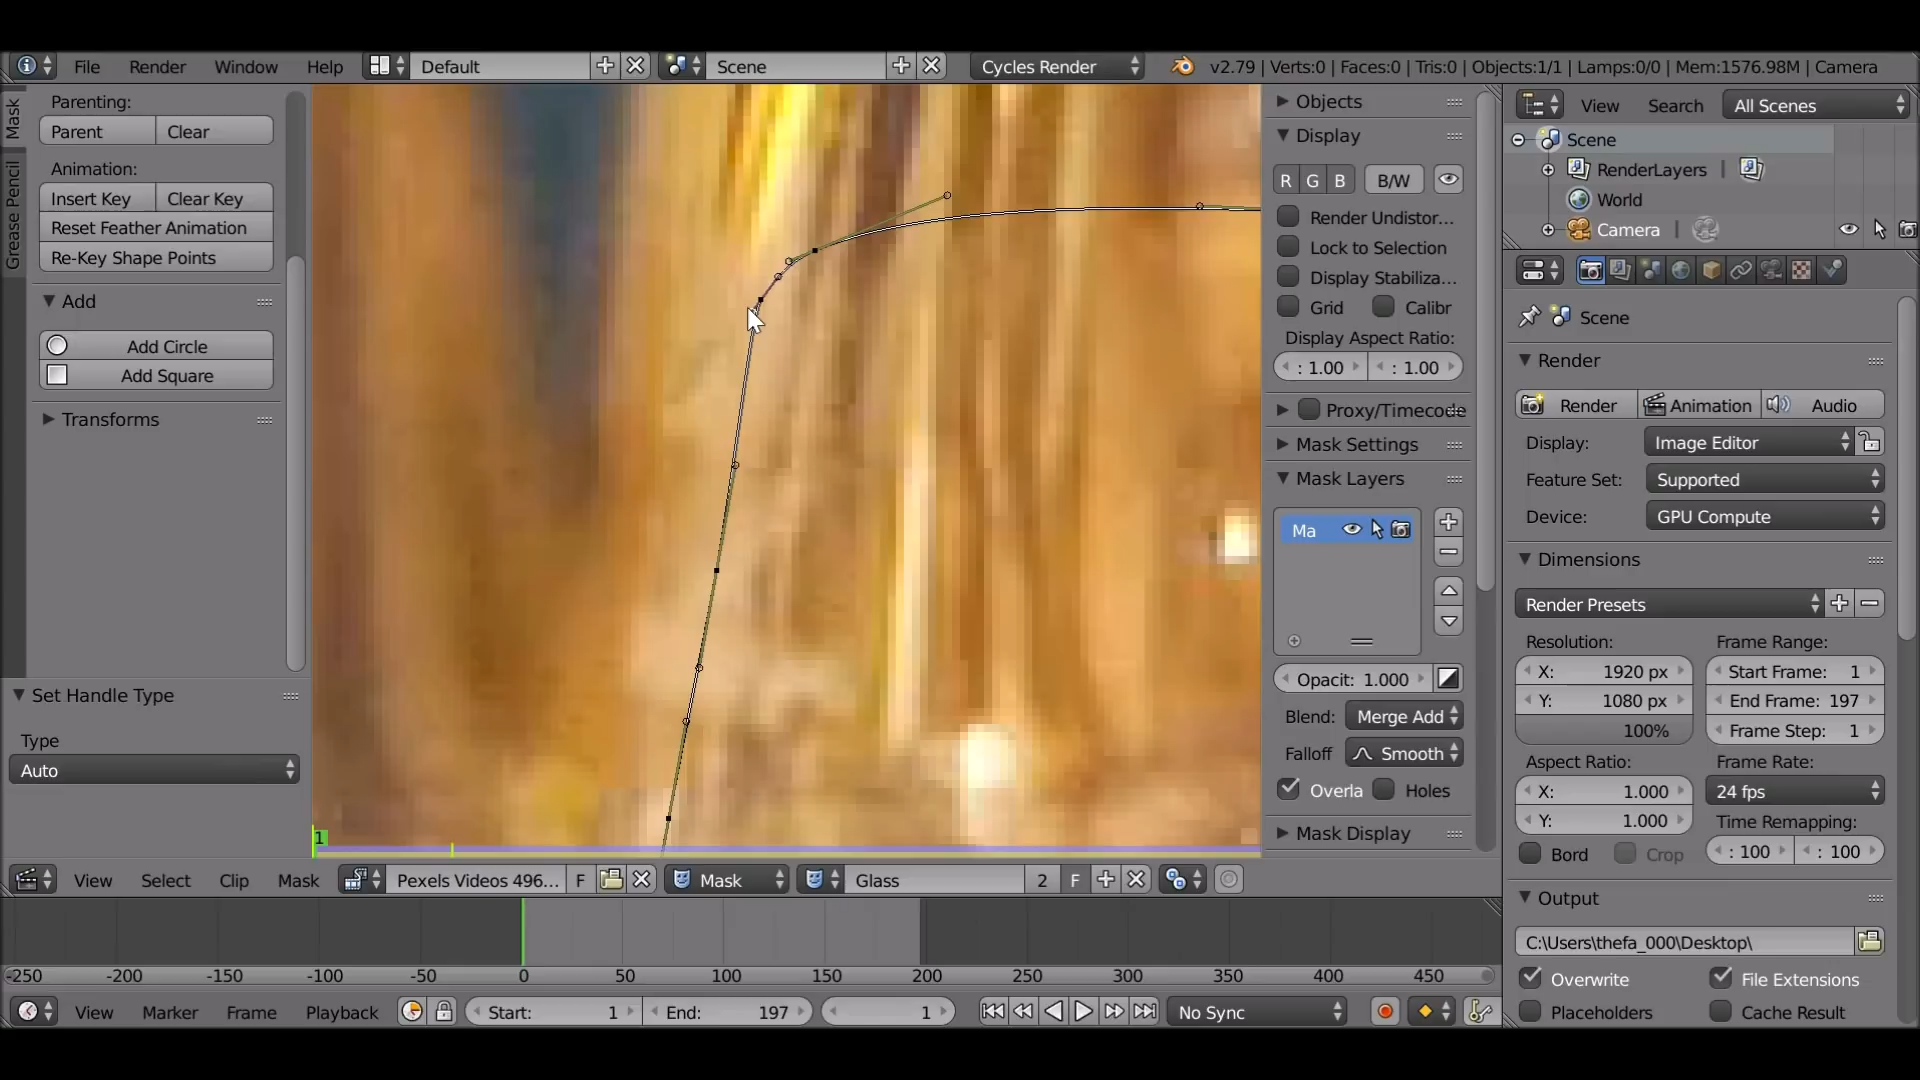 File Render Window Help Default Scene Cycles Render v2.79 | Verts:0 | Faces:0 | Tris:0 | Objects:1/1 | Lamps:0/0 | Mem:1576.98M | Camera
Mask
Grease Pencil
Parenting:
Parent Clear
Animation:
Insert Key Clear Key
Reset Feather Animation
Re-Key Shape Points
Add
Add Circle
Add Square
Transforms
Set Handle Type
Type
Auto
1
Objects
Display
R G B B/W
Render Undistor...
Lock to Selection
Display Stabiliza...
Grid Calibr
Display Aspect Ratio:
: 1.00 : 1.00
Proxy/Timecode
Mask Settings
Mask Layers
Ma
Opacit: 1.000
Blend: Merge Add
Falloff Smooth
Overla Holes
Mask Display
View Search All Scenes
Scene
RenderLayers |
World
Camera |
Scene
Render
Render Animation Audio
Display: Image Editor
Feature Set: Supported
Device: GPU Compute
Dimensions
Render Presets
Resolution: Frame Range:
X: 1920 px Start Frame: 1
Y: 1080 px End Frame: 197
100% Frame Step: 1
Aspect Ratio: Frame Rate:
X: 1.000 24 fps
Y: 1.000 Time Remapping:
Bord Crop : 100 : 100
Output
C:\Users\thefa_000\Desktop\
Overwrite File Extensions
Placeholders Cache Result
View Select Clip Mask Pexels Videos 496... F Mask Glass 2 F
-250 -200 -150 -100 -50 0 50 100 150 200 250 300 350 400 450
View Marker Frame Playback Start: 1 End: 197 1 No Sync